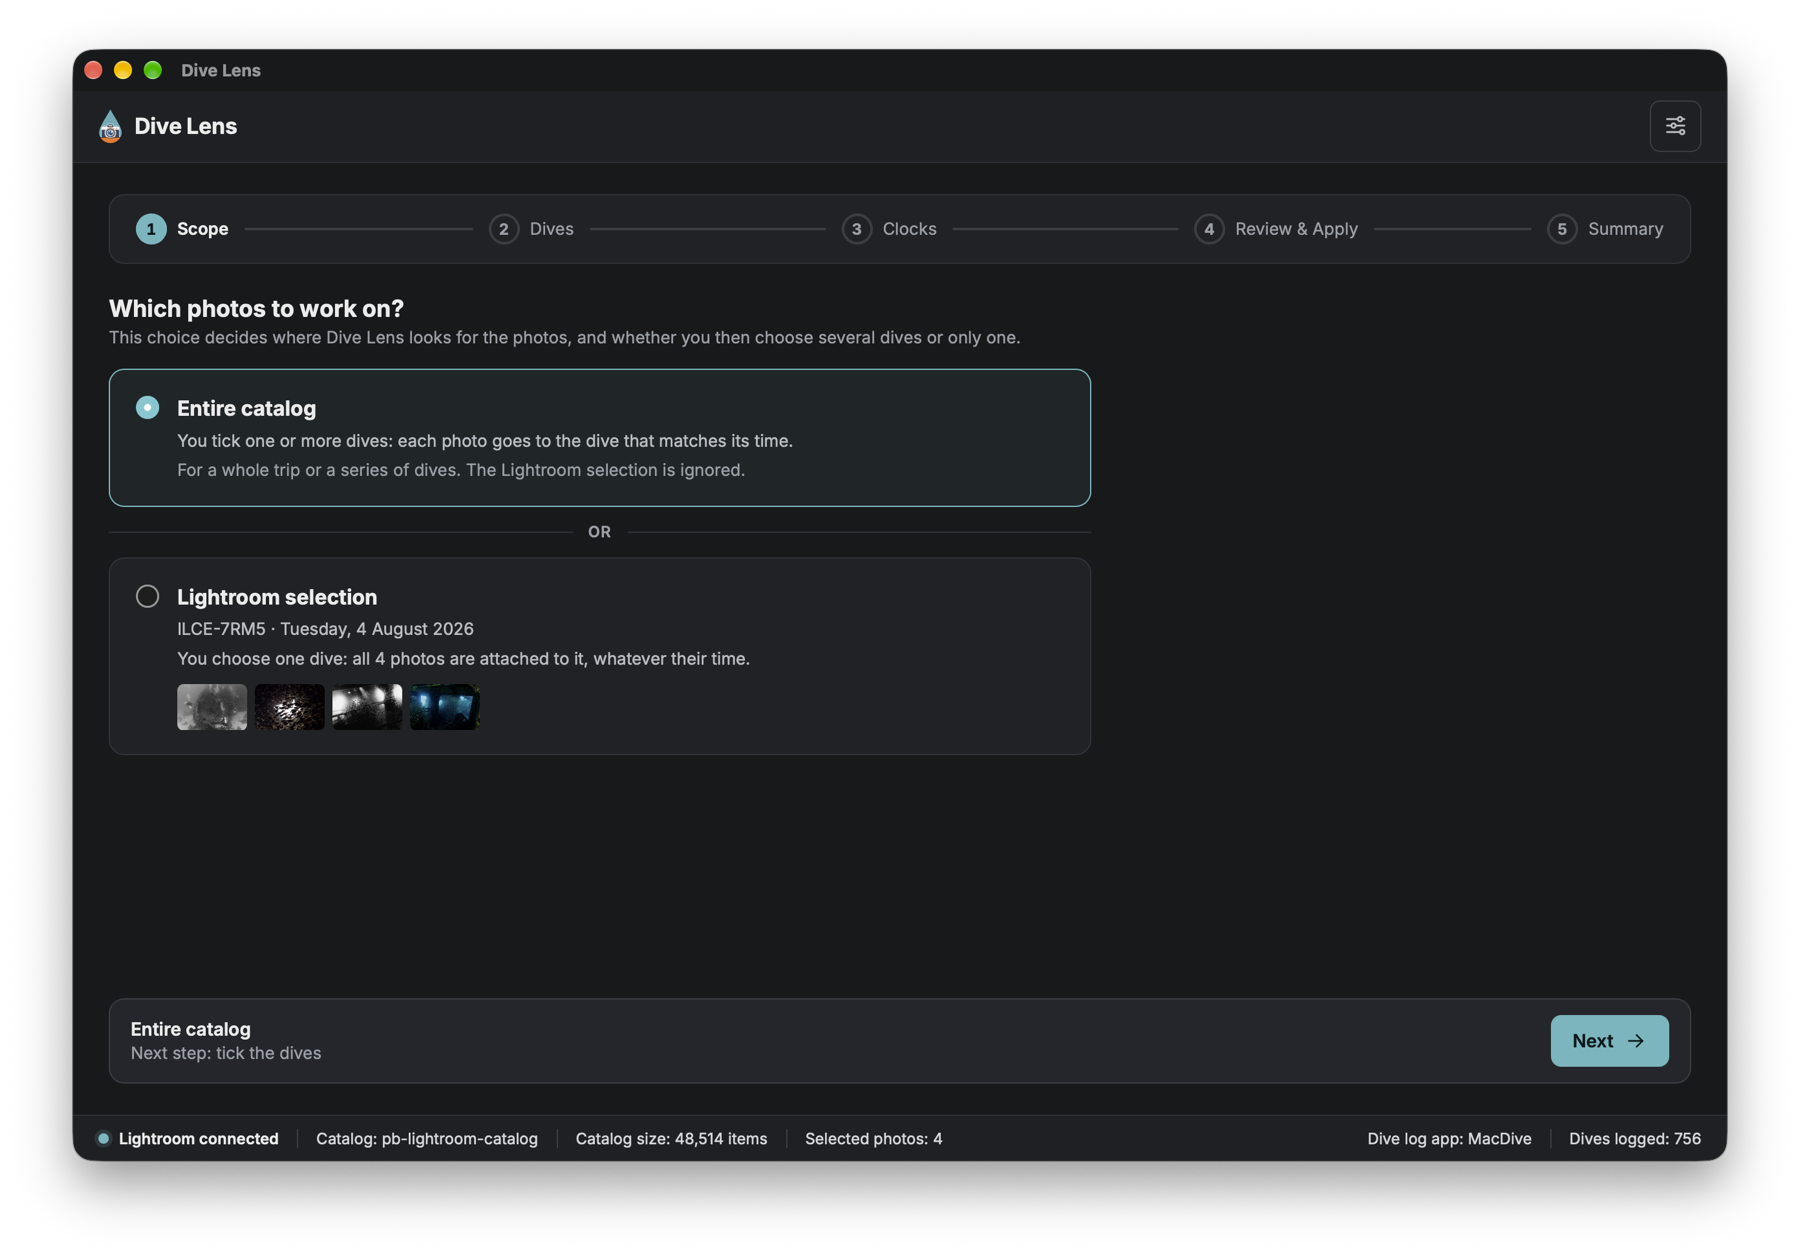 Dive Lens
Dive Lens
1 Scope
2 Dives
3 Clocks
4 Review & Apply
5 Summary
Which photos to work on?
This choice decides where Dive Lens looks for the photos, and whether you then choose several dives or only one.
Entire catalog
You tick one or more dives: each photo goes to the dive that matches its time.
For a whole trip or a series of dives. The Lightroom selection is ignored.
OR
Lightroom selection
ILCE-7RM5 · Tuesday, 4 August 2026
You choose one dive: all 4 photos are attached to it, whatever their time.
Entire catalog
Next step: tick the dives
Next →
Lightroom connected
Catalog: pb-lightroom-catalog
Catalog size: 48,514 items
Selected photos: 4
Dive log app: MacDive
Dives logged: 756